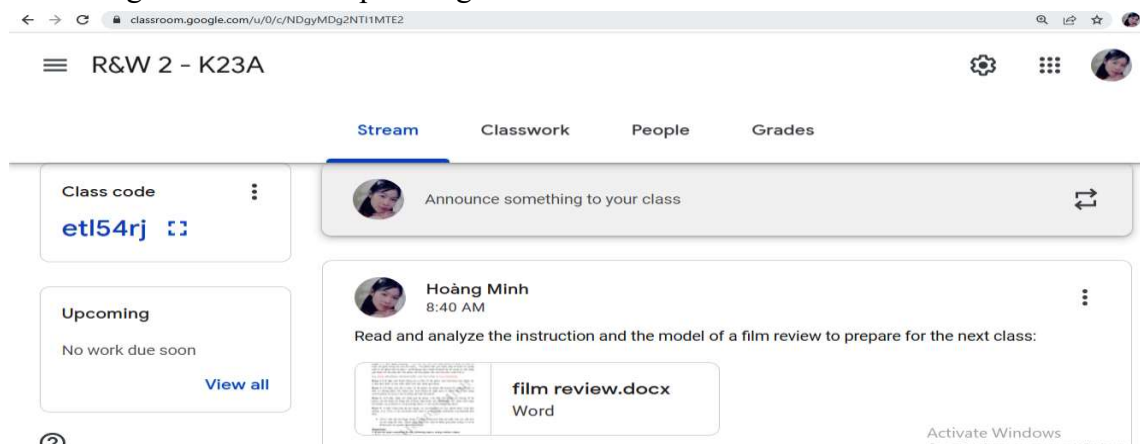 classroom.google.com/u/0/c/NDgyMDg2NTI1MTE2
R&W 2 - K23A
Stream Classwork People Grades
Class code
etl54rj
Announce something to your class
Upcoming
No work due soon
View all
Hoàng Minh
8:40 AM
Read and analyze the instruction and the model of a film review to prepare for the next class:
film review.docx
Word
Activate Windows